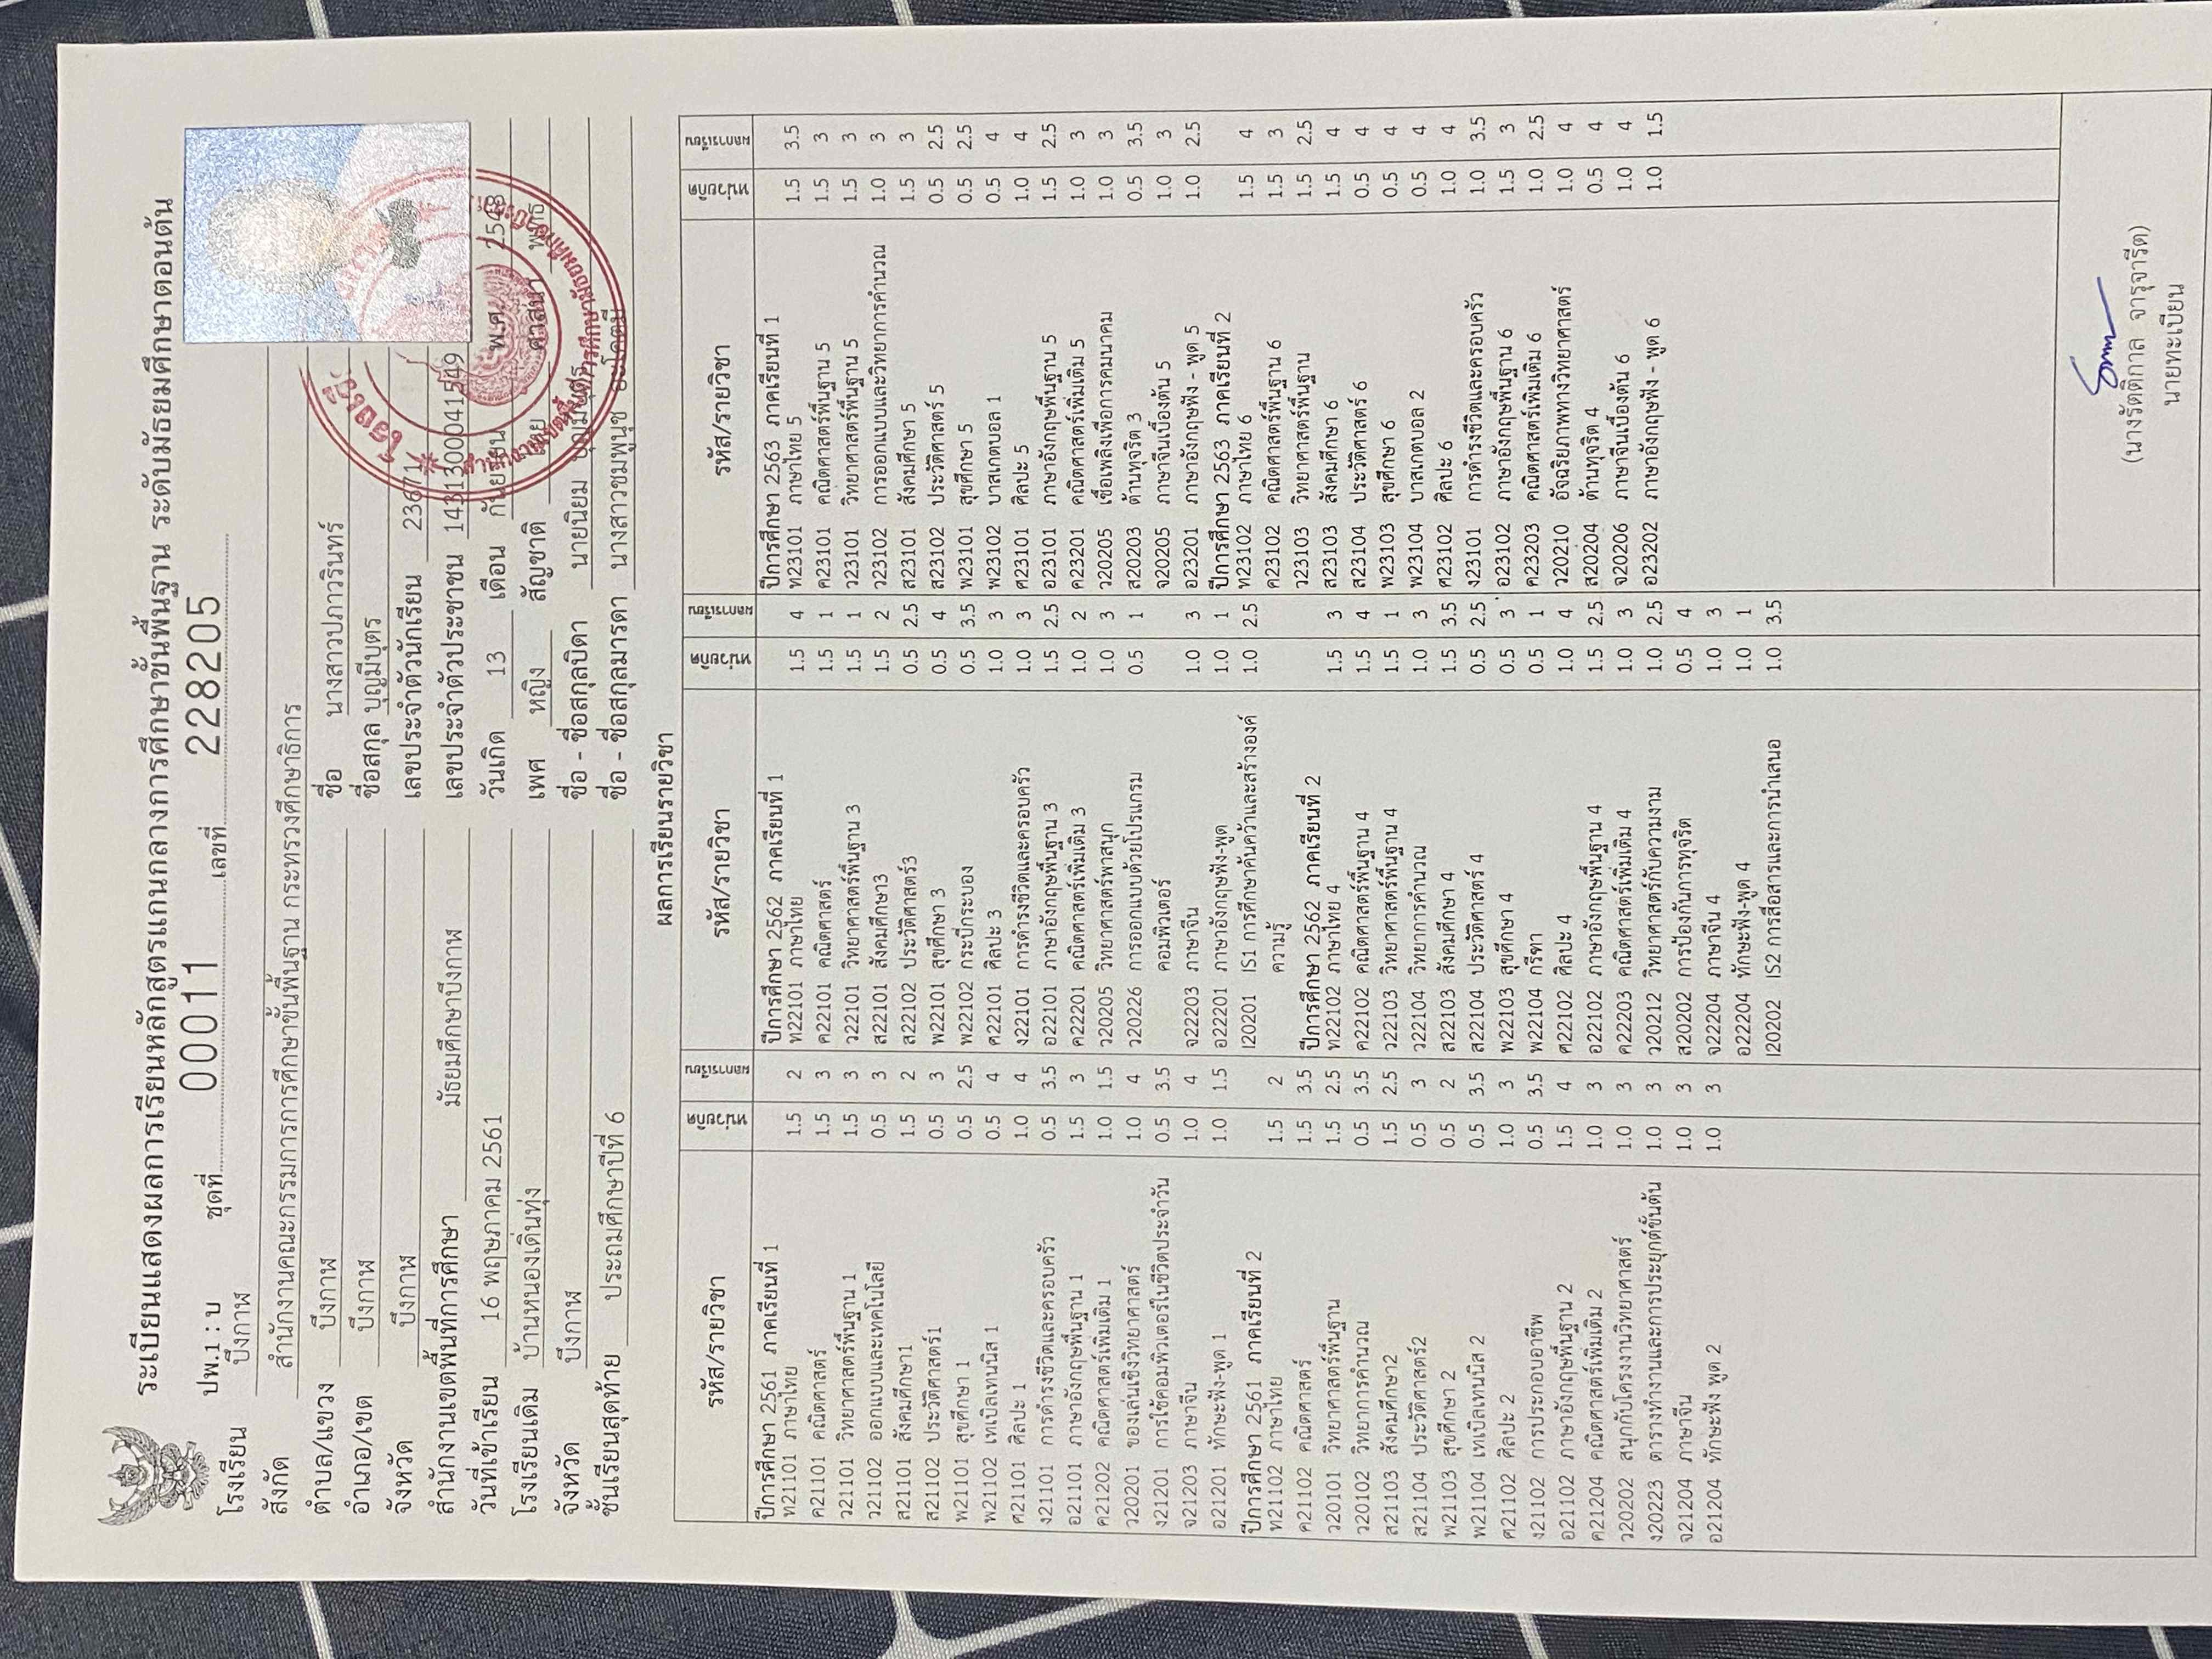 ระเบียนแสดงผลการเรียนหลักสูตรแกนกลางการศึกษาขั้นพื้นฐาน ระดับมัธยมศึกษาตอนต้น
ปพ.1 : บ ชุดที่ 00011 เลขที่ 228205
โรงเรียน บึงกาฬ
สังกัด สำนักงานคณะกรรมการการศึกษาขั้นพื้นฐาน กระทรวงศึกษาธิการ
ตำบล/แขวง บึงกาฬ
อำเภอ/เขต บึงกาฬ
จังหวัด บึงกาฬ
สำนักงานเขตพื้นที่การศึกษา มัธยมศึกษาบึงกาฬ
วันที่เข้าเรียน 16 พฤษภาคม 2561
โรงเรียนเดิม บ้านหนองเดิ่นทุ่ง
จังหวัด บึงกาฬ
ชั้นเรียนสุดท้าย ประถมศึกษาปีที่ 6
ชื่อ นางสาวปภาวรินทร์
ชื่อสกุล บุญมีบุตร
เลขประจำตัวนักเรียน 23671
เลขประจำตัวประชาชน 1431300041549
วันเกิด 13 เดือน กันยายน พ.ศ. 2548
เพศ หญิง สัญชาติ ไทย ศาสนา พุทธ
ชื่อ - ชื่อสกุลบิดา นายนิยม บุญมีบุตร
ชื่อ - ชื่อสกุลมารดา นางสาวชมพูนุช
ผลการเรียนรายวิชา
รหัส/รายวิชา หน่วยกิต ผลการเรียน
ปีการศึกษา 2561 ภาคเรียนที่ 1
ท21101 ภาษาไทย 1.5 2
ค21101 คณิตศาสตร์ 1.5 3
ว21101 วิทยาศาสตร์พื้นฐาน 1 1.5 3
ว21102 ออกแบบและเทคโนโลยี 0.5 3
ส21101 สังคมศึกษา1 1.5 2
ส21102 ประวัติศาสตร์1 0.5 3
พ21101 สุขศึกษา 1 0.5 2.5
พ21102 เทเบิ้ลเทนนิส 1 0.5 4
ศ21101 ศิลปะ 1 1.0 4
ง21101 การดำรงชีวิตและครอบครัว 0.5 3.5
อ21101 ภาษาอังกฤษพื้นฐาน 1 1.5 3
ค21202 คณิตศาสตร์เพิ่มเติม 1 1.0 1.5
ว20201 ของเล่นเชิงวิทยาศาสตร์ 1.0 4
ง21201 การใช้คอมพิวเตอร์ในชีวิตประจำวัน 0.5 3.5
จ21203 ภาษาจีน 1.0 4
อ21201 ทักษะฟัง-พูด 1 1.0 1.5
ปีการศึกษา 2561 ภาคเรียนที่ 2
ท21102 ภาษาไทย 1.5 2
ค21102 คณิตศาสตร์ 1.5 3.5
ว20101 วิทยาศาสตร์พื้นฐาน 1.5 2.5
ว20102 วิทยาการคำนวณ 0.5 3.5
ส21103 สังคมศึกษา2 1.5 2.5
ส21104 ประวัติศาสตร์2 0.5 3
พ21103 สุขศึกษา 2 0.5 2
พ21104 เทเบิลเทนนิส 2 0.5 3.5
ศ21102 ศิลปะ 2 1.0 3
ง21102 การประกอบอาชีพ 0.5 3.5
อ21102 ภาษาอังกฤษพื้นฐาน 2 1.5 4
ค21204 คณิตศาสตร์เพิ่มเติม 2 1.0 3
ว20202 สนุกกับโครงงานวิทยาศาสตร์ 1.0 3
ง20223 ตารางทำงานและการประยุกต์ขั้นต้น 1.0 3
จ21204 ภาษาจีน 1.0 3
อ21204 ทักษะฟัง พูด 2 1.0 3
รหัส/รายวิชา หน่วยกิต ผลการเรียน
ปีการศึกษา 2562 ภาคเรียนที่ 1
ท22101 ภาษาไทย 1.5 4
ค22101 คณิตศาสตร์ 1.5 1
ว22101 วิทยาศาสตร์พื้นฐาน 3 1.5 1
ส22101 สังคมศึกษา3 1.5 2
ส22102 ประวัติศาสตร์3 0.5 2.5
พ22101 สุขศึกษา 3 0.5 4
พ22102 กระบี่กระบอง 0.5 3.5
ศ22101 ศิลปะ 3 1.0 3
ง22101 การดำรงชีวิตและครอบครัว 1.0 3
อ22101 ภาษาอังกฤษพื้นฐาน 3 1.5 2.5
ค22201 คณิตศาสตร์เพิ่มเติม 3 1.0 2
ว20205 วิทยาศาสตร์พาสนุก 1.0 3
ว20226 การออกแบบด้วยโปรแกรม 0.5 1
คอมพิวเตอร์
จ22203 ภาษาจีน 1.0 3
อ22201 ภาษาอังกฤษฟัง-พูด 1.0 1
I20201 IS1 การศึกษาค้นคว้าและสร้างองค์ 1.0 2.5
ความรู้
ปีการศึกษา 2562 ภาคเรียนที่ 2
ท22102 ภาษาไทย 4 1.5 3
ค22102 คณิตศาสตร์พื้นฐาน 4 1.5 4
ว22103 วิทยาศาสตร์พื้นฐาน 4 1.5 1
ว22104 วิทยาการคำนวณ 1.0 3
ส22103 สังคมศึกษา 4 1.5 3.5
ส22104 ประวัติศาสตร์ 4 0.5 2.5
พ22103 สุขศึกษา 4 0.5 3
พ22104 กรีฑา 0.5 1
ศ22102 ศิลปะ 4 1.0 4
อ22102 ภาษาอังกฤษพื้นฐาน 4 1.5 2.5
ค22203 คณิตศาสตร์เพิ่มเติม 4 1.0 3
ว20212 วิทยาศาสตร์กับความงาม 1.0 2.5
ส20202 การป้องกันการทุจริต 0.5 4
จ22204 ภาษาจีน 4 1.0 3
อ22204 ทักษะฟัง-พูด 4 1.0 1
I20202 IS2 การสื่อสารและการนำเสนอ 1.0 3.5
รหัส/รายวิชา หน่วยกิต ผลการเรียน
ปีการศึกษา 2563 ภาคเรียนที่ 1
ท23101 ภาษาไทย 5 1.5 3.5
ค23101 คณิตศาสตร์พื้นฐาน 5 1.5 3
ว23101 วิทยาศาสตร์พื้นฐาน 5 1.5 3
ว23102 การออกแบบและวิทยาการคำนวณ 1.0 3
ส23101 สังคมศึกษา 5 1.5 3
ส23102 ประวัติศาสตร์ 5 0.5 2.5
พ23101 สุขศึกษา 5 0.5 2.5
พ23102 บาสเกตบอล 1 0.5 4
ศ23101 ศิลปะ 5 1.0 4
อ23101 ภาษาอังกฤษพื้นฐาน 5 1.5 2.5
ค23201 คณิตศาสตร์เพิ่มเติม 5 1.0 3
ว20205 เชื้อเพลิงเพื่อการคมนาคม 1.0 3
ส20203 ต้านทุจริต 3 0.5 3.5
จ20205 ภาษาจีนเบื้องต้น 5 1.0 3
อ23201 ภาษาอังกฤษฟัง - พูด 5 1.0 2.5
ปีการศึกษา 2563 ภาคเรียนที่ 2
ท23102 ภาษาไทย 6 1.5 4
ค23102 คณิตศาสตร์พื้นฐาน 6 1.5 3
ว23103 วิทยาศาสตร์พื้นฐาน 1.5 2.5
ส23103 สังคมศึกษา 6 1.5 4
ส23104 ประวัติศาสตร์ 6 0.5 4
พ23103 สุขศึกษา 6 0.5 4
พ23104 บาสเกตบอล 2 0.5 4
ศ23102 ศิลปะ 6 1.0 4
ง23101 การดำรงชีวิตและครอบครัว 1.0 3.5
อ23102 ภาษาอังกฤษพื้นฐาน 6 1.5 3
ค23203 คณิตศาสตร์เพิ่มเติม 6 1.0 2.5
ว20210 อัจฉริยภาพทางวิทยาศาสตร์ 1.0 4
ส20204 ต้านทุจริต 4 0.5 4
จ20206 ภาษาจีนเบื้องต้น 6 1.0 4
อ23202 ภาษาอังกฤษฟัง - พูด 6 1.0 1.5
(นางรัตติกาล จารุจารีต)
นายทะเบียน